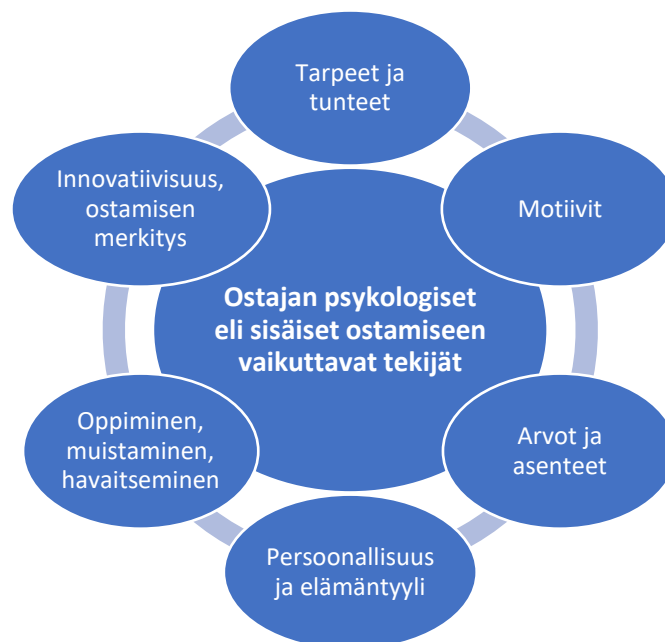 Tarpeet ja
tunteet
Motiivit
Arvot ja
asenteet
Persoonallisuus
ja elämäntyyli
Oppiminen,
muistaminen,
havaitseminen
Innovatiivisuus,
ostamisen
merkitys
Ostajan psykologiset
eli sisäiset ostamiseen
vaikuttavat tekijät